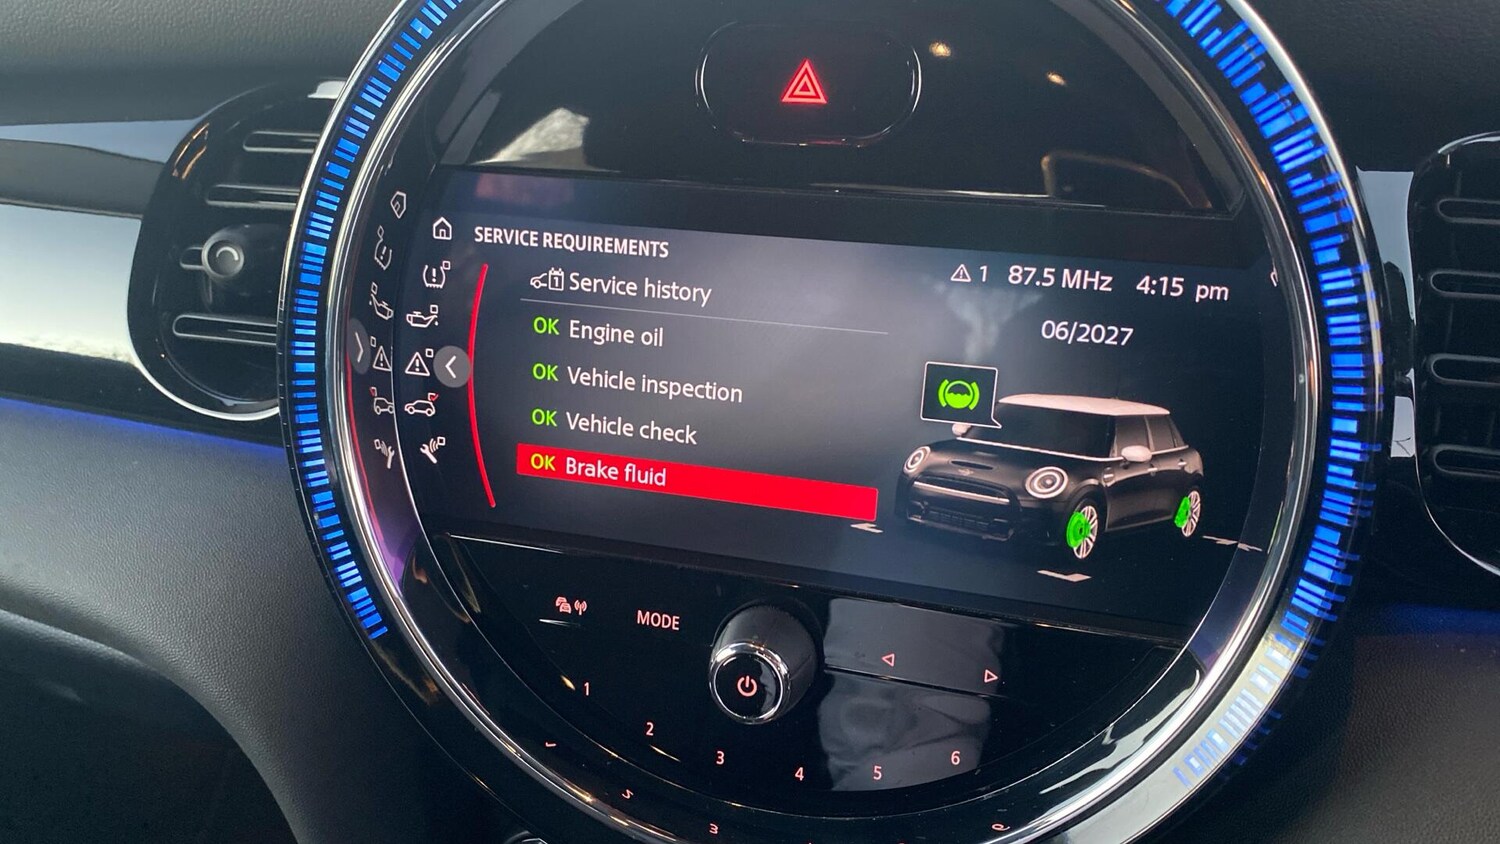 SERVICE REQUIREMENTS
1 87.5 MHz 4:15 pm
1 Service history
06/2027
OK Engine oil
OK Vehicle inspection
OK Vehicle check
OK Brake fluid
MODE
1
2
3
4
5
6